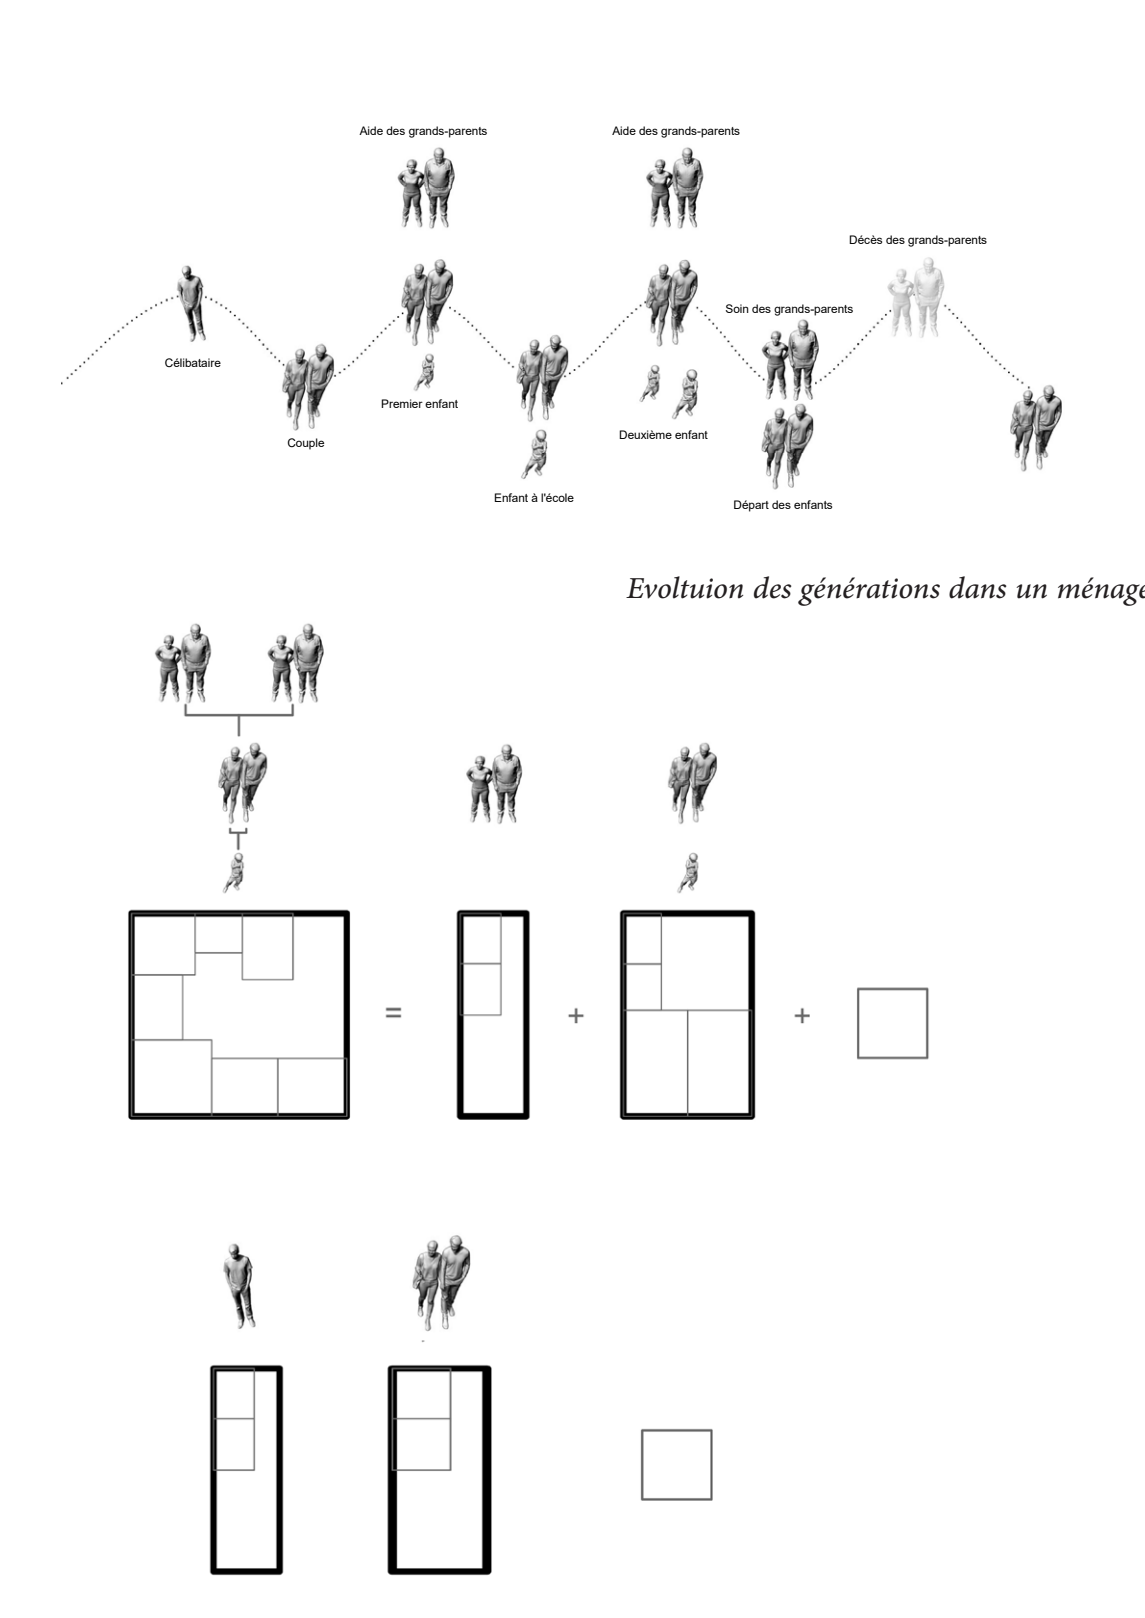 Aide des grands-parents
Aide des grands-parents
Décès des grands-parents
Soin des grands-parents
Célibataire
Premier enfant
Couple
Deuxième enfant
Enfant à l'école
Départ des enfants
Evoltuion des générations dans un ménage
=
+
+